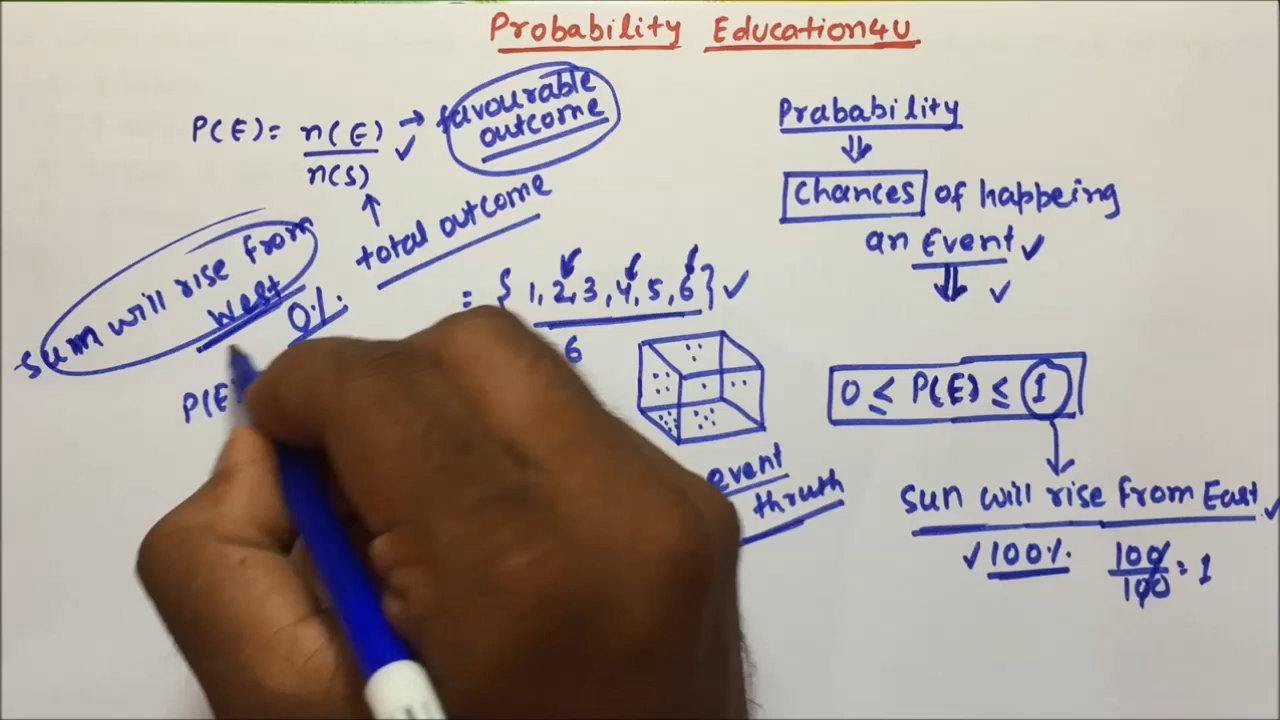 Probability Education4U
P(E) = n(E) → favourable
outcome
n(S)
total outcome
sum will rise from
west
0%
P(E)
= { 1, 2, 3, 4, 5, 6 }
6
event
thruth
Prabability
Chances of happeing
an Event
0 ≤ P(E) ≤ 1
sun will rise from East
100%
100
100
= 1